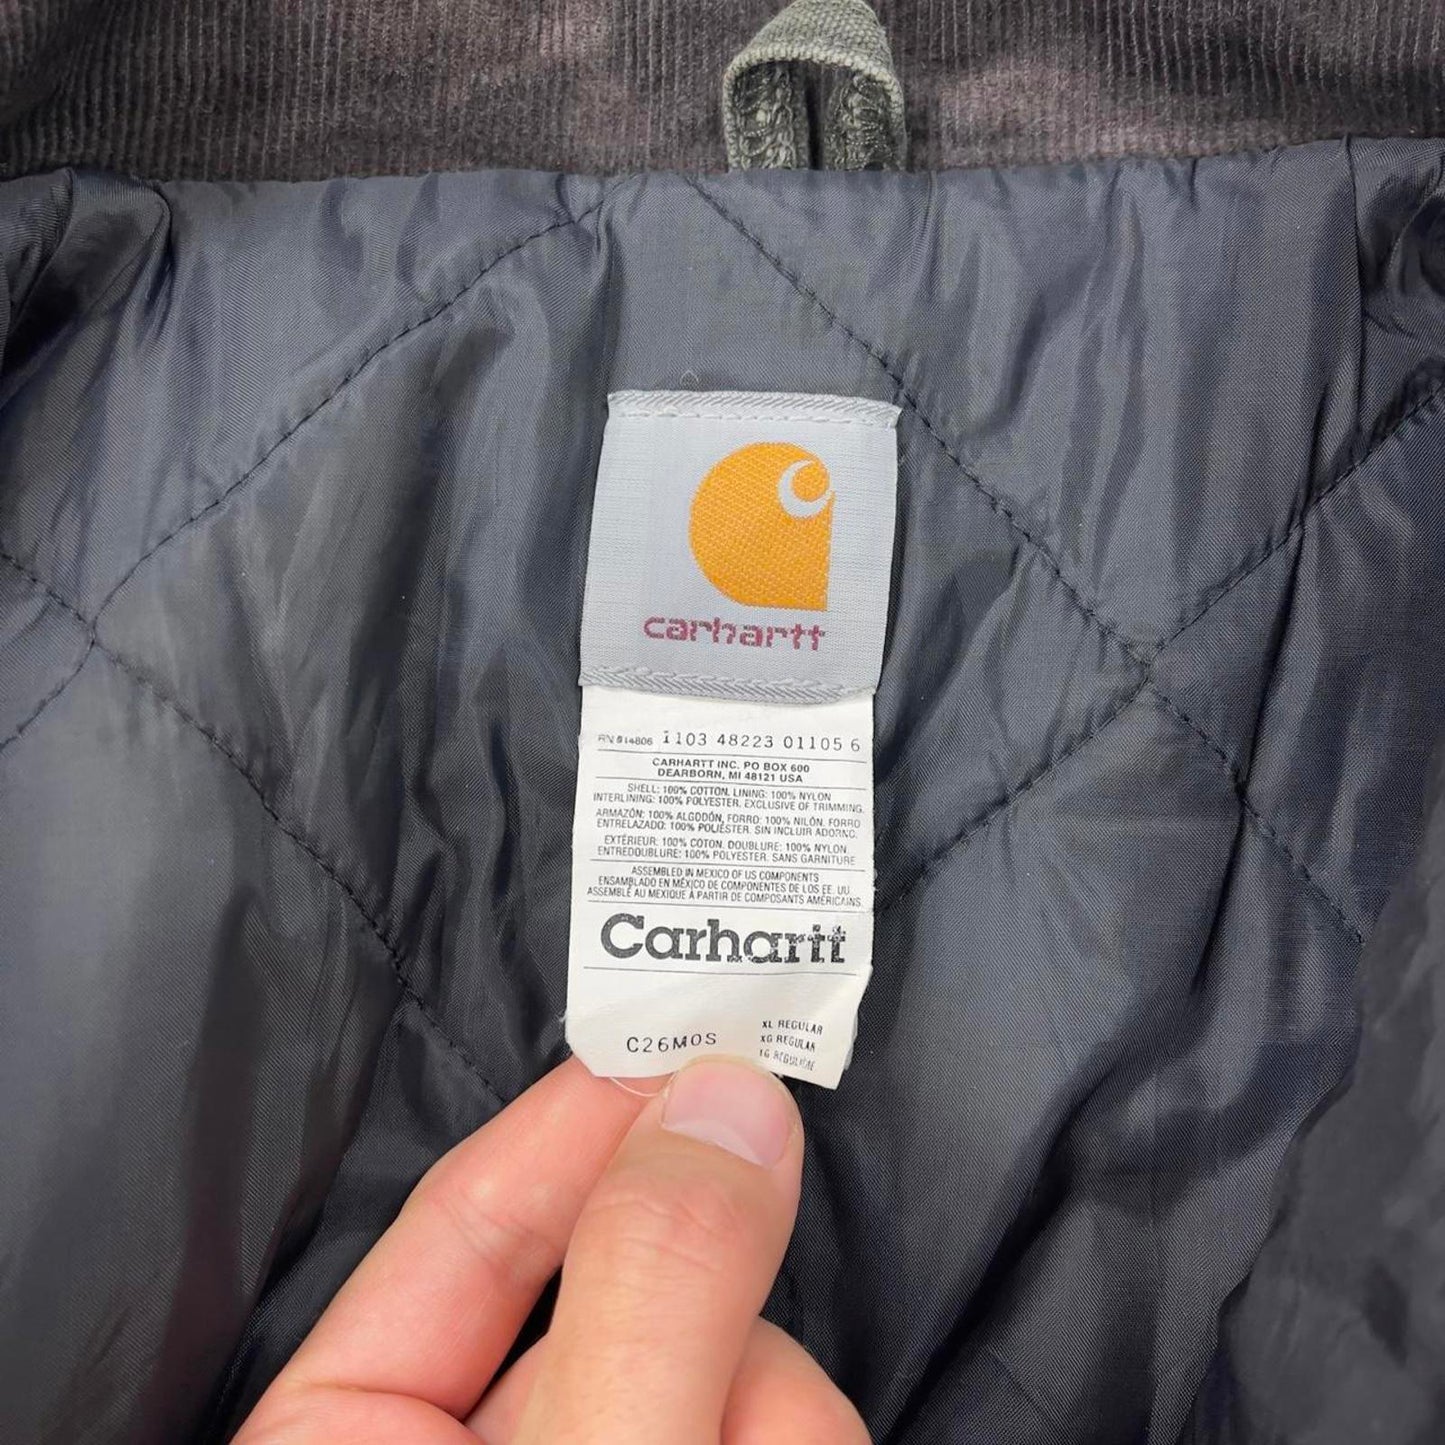 carhartt
RN 14806 1103 48223 01105 6
CARHARTT INC. PO BOX 600
DEARBORN, MI 48121 USA
SHELL: 100% COTTON. LINING: 100% NYLON
INTERLINING: 100% POLYESTER. EXCLUSIVE OF TRIMMING.
ARMAZÓN: 100% ALGODÓN, FORRO: 100% NILÓN. FORRO
ENTRELAZADO: 100% POLIÉSTER. SIN INCLUIR ADORNO.
EXTÉRIEUR: 100% COTON. DOUBLURE: 100% NYLON.
ENTREDOUBLURE: 100% POLYESTER. SANS GARNITURE
ASSEMBLED IN MEXICO OF US COMPONENTS
ENSAMBLADO EN MÉXICO DE COMPONENTES DE LOS EE. UU.
ASSEMBLÉ AU MEXIQUE À PARTIR DE COMPOSANTS AMÉRICAINS.
Carhartt
XL REGULAR
C26MOS XG REGULAR